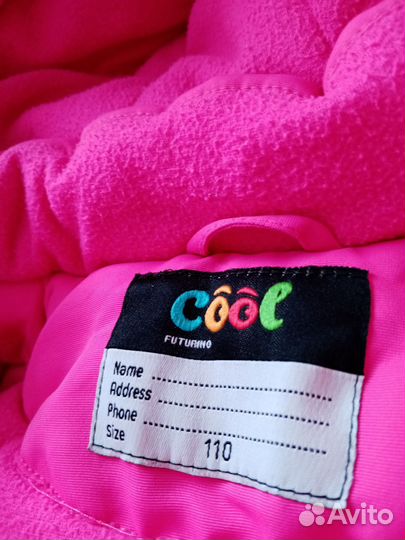 cool
FUTURINO
Name
Address
Phone
Size 110
Avito